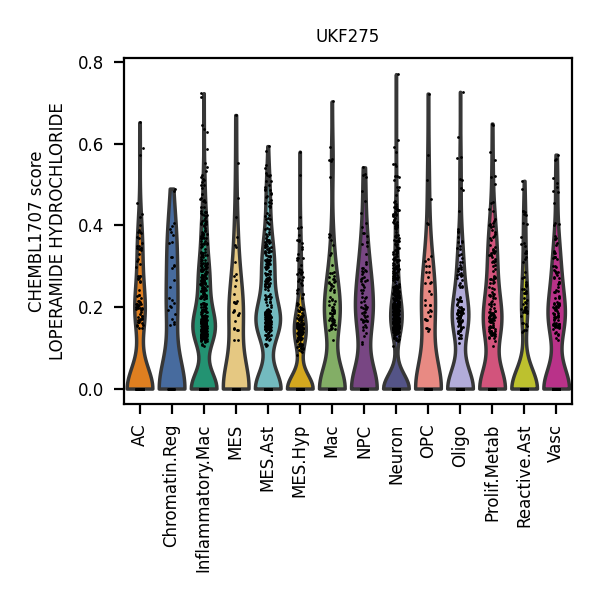 UKF275
CHEMBL1707 score
LOPERAMIDE HYDROCHLORIDE
0.8
0.6
0.4
0.2
0.0
AC
Chromatin.Reg
Inflammatory.Mac
MES
MES.Ast
MES.Hyp
Mac
NPC
Neuron
OPC
Oligo
Prolif.Metab
Reactive.Ast
Vasc